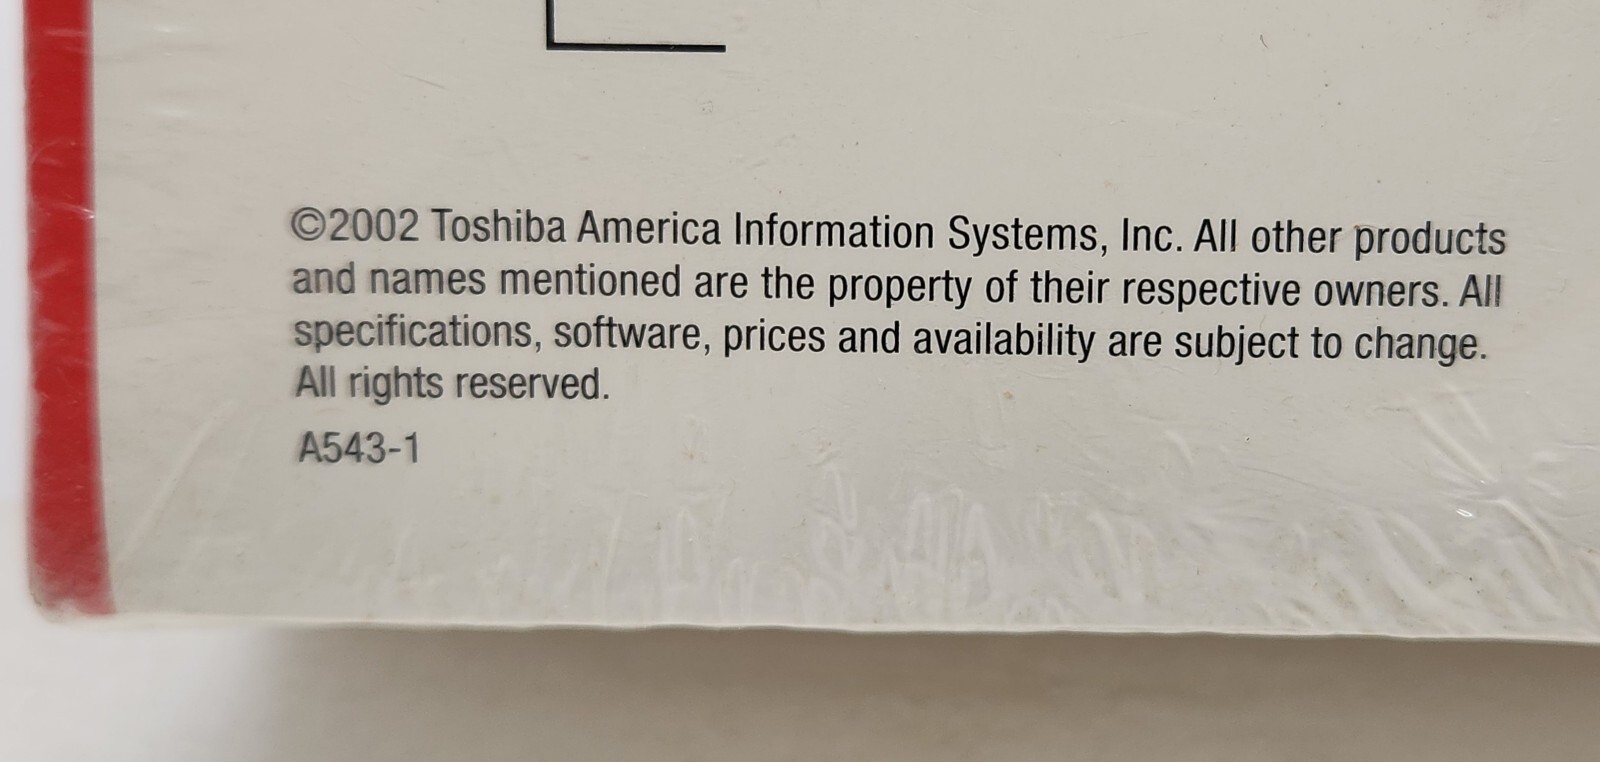 ©2002 Toshiba America Information Systems, Inc. All other products
and names mentioned are the property of their respective owners. All
specifications, software, prices and availability are subject to change.
All rights reserved.
A543-1